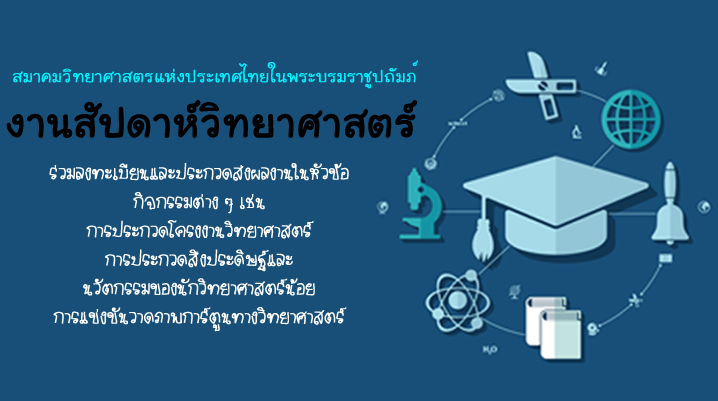 สมาคมวิทยาศาสตร์แห่งประเทศไทยในพระบรมราชูปถัมภ์
งานสัปดาห์วิทยาศาสตร์
ร่วมลงทะเบียนและประกวดส่งผลงานในหัวข้อ
กิจกรรมต่าง ๆ เช่น
การประกวดโครงงานวิทยาศาสตร์
การประกวดสิ่งประดิษฐ์และ
นวัตกรรมของนักวิทยาศาสตร์น้อย
การแข่งขันวาดภาพการ์ตูนทางวิทยาศาสตร์
H₂O